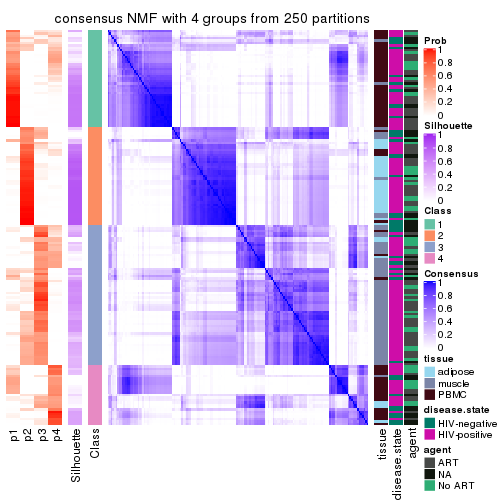 consensus NMF with 4 groups from 250 partitions
Prob
1
0.8
0.6
0.4
0.2
0
Silhouette
1
0.8
0.6
0.4
0.2
0
Class
1
2
3
4
Consensus
1
0.8
0.6
0.4
0.2
0
tissue
adipose
muscle
PBMC
disease.state
HIV-negative
HIV-positive
agent
ART
NA
No ART
p1
p2
p3
p4
Silhouette
Class
tissue
disease.state
agent